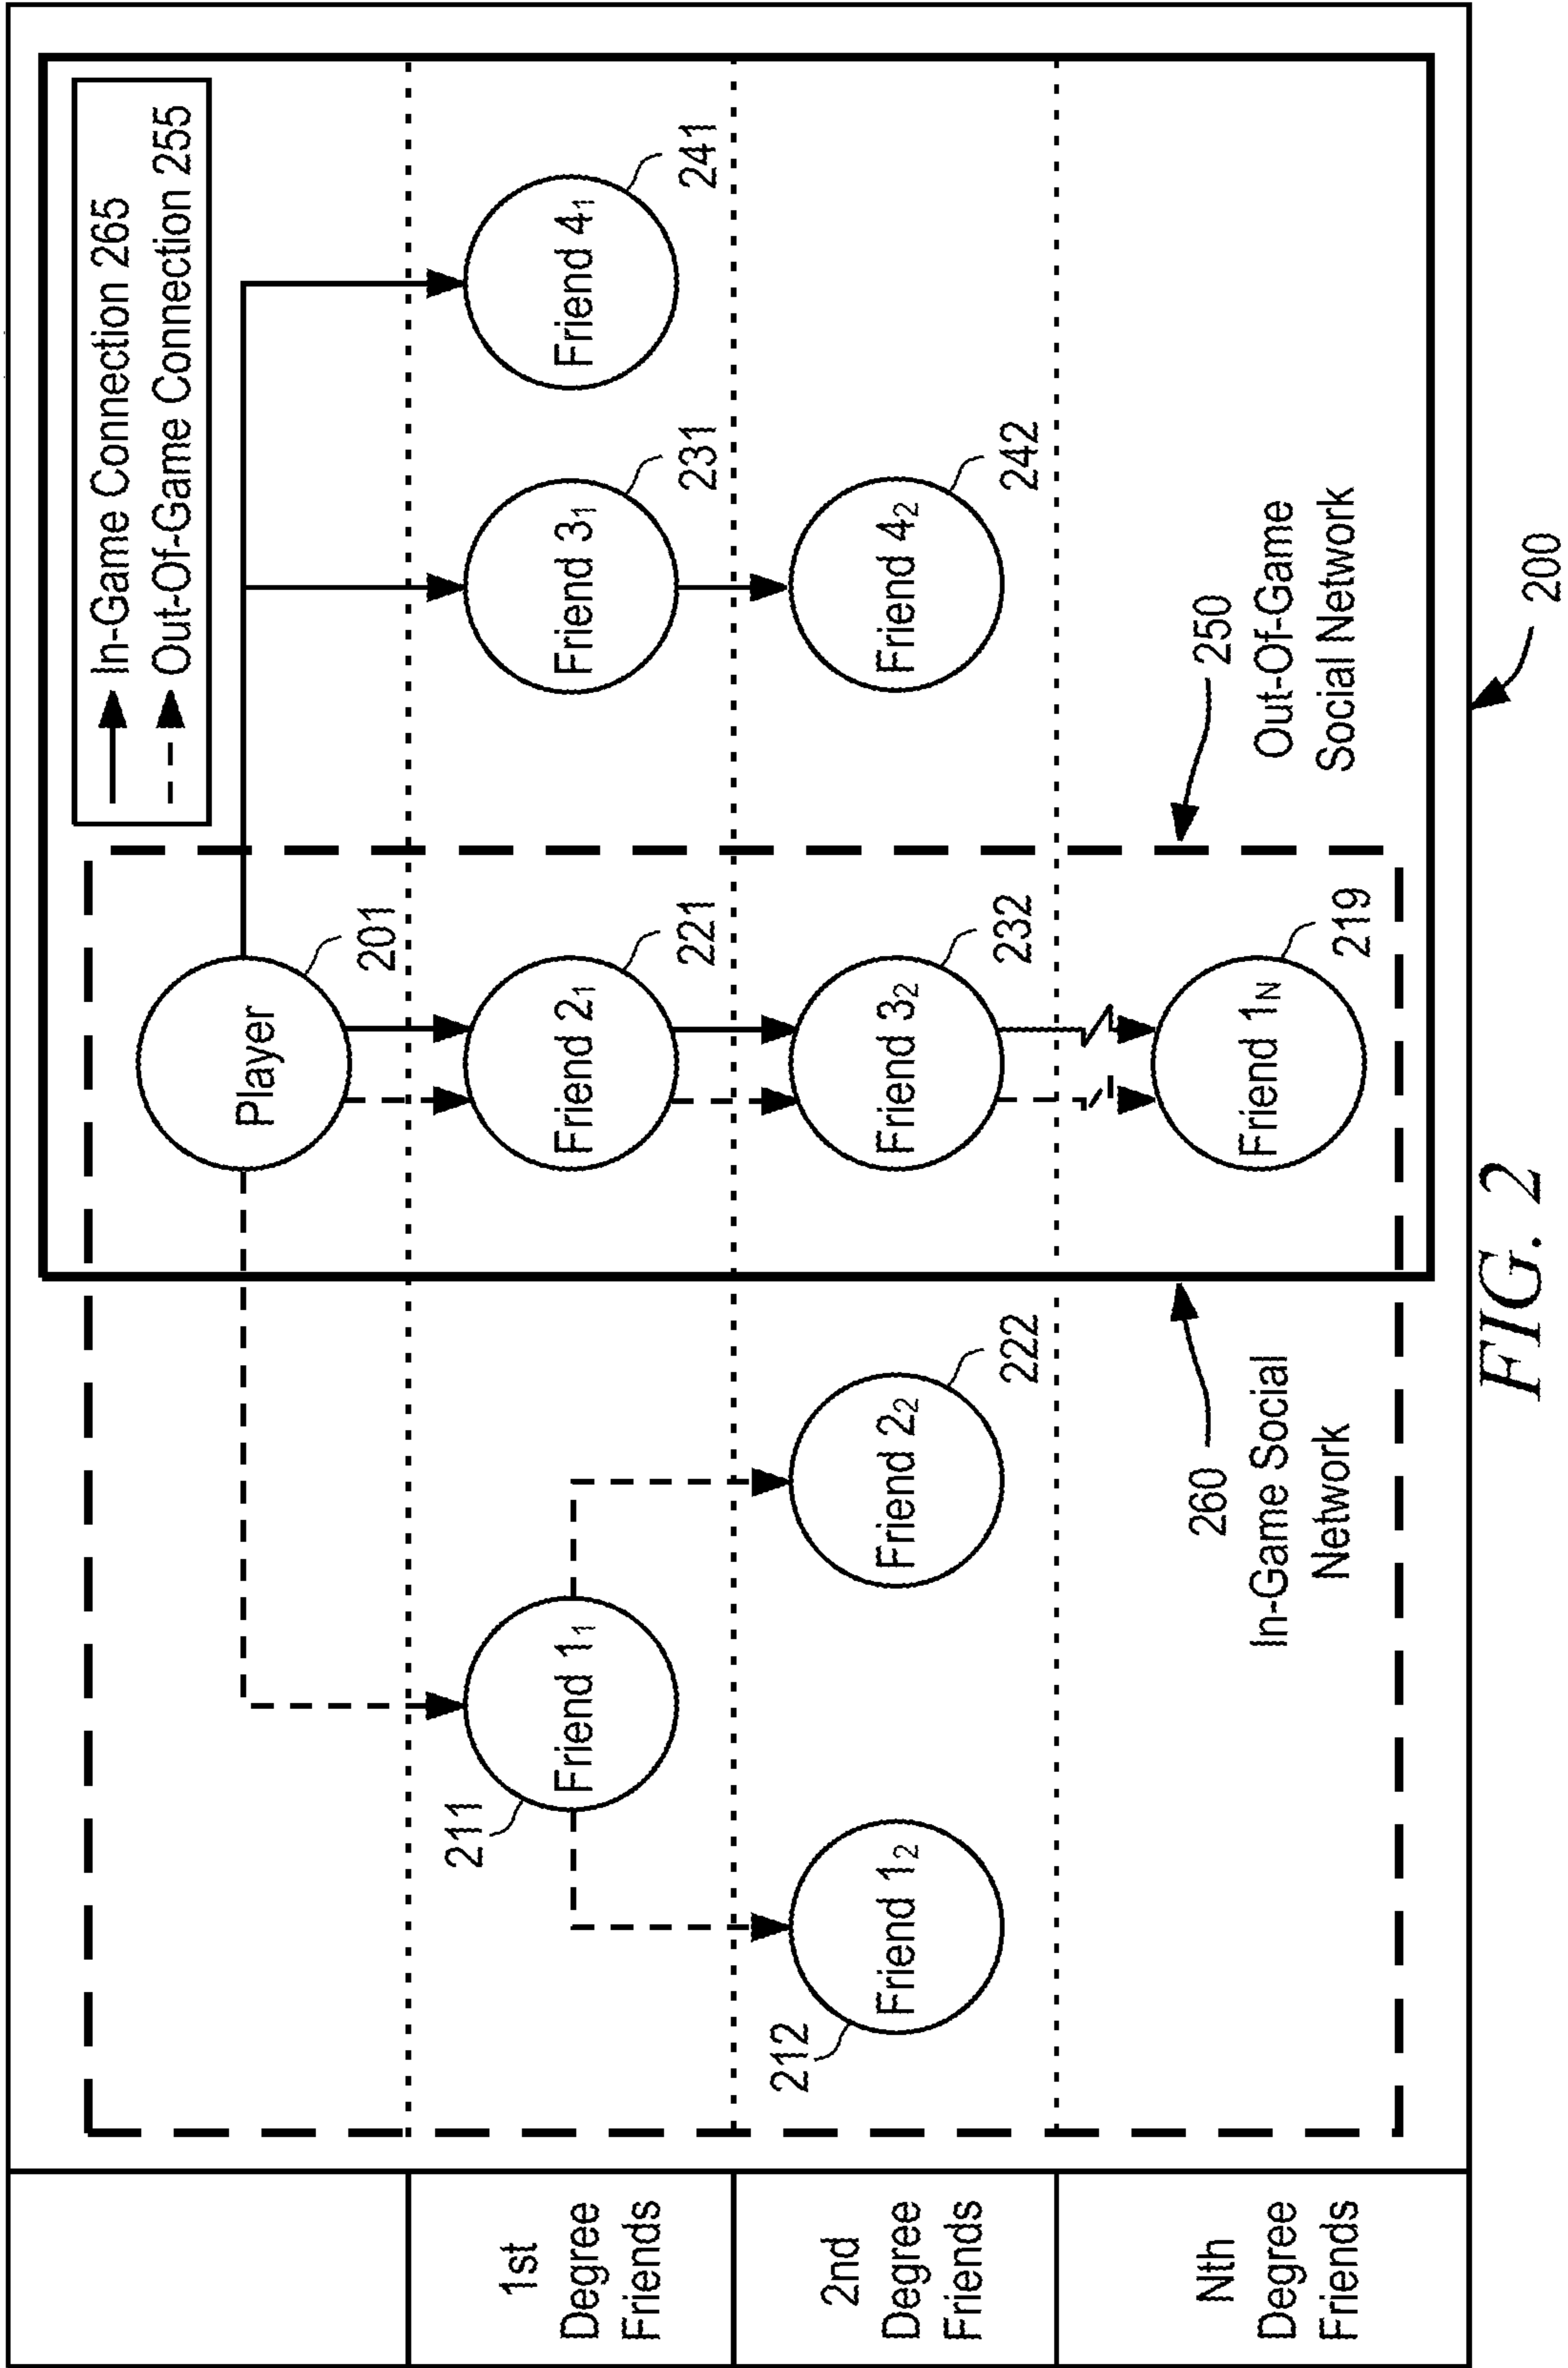 In-Game Connection 265
Out-Of-Game Connection 255
Player
201
1st
Degree
Friends
211
Friend 1₁
Friend 2₁
221
Friend 3₁
231
Friend 4₁
241
2nd
Degree
Friends
212
Friend 1₂
Friend 2₂
222
Friend 3₂
232
Friend 4₂
242
Nth
Degree
Friends
260
In-Game Social
Network
Friend 1N
219
250
Out-Of-Game
Social Network
200
FIG. 2